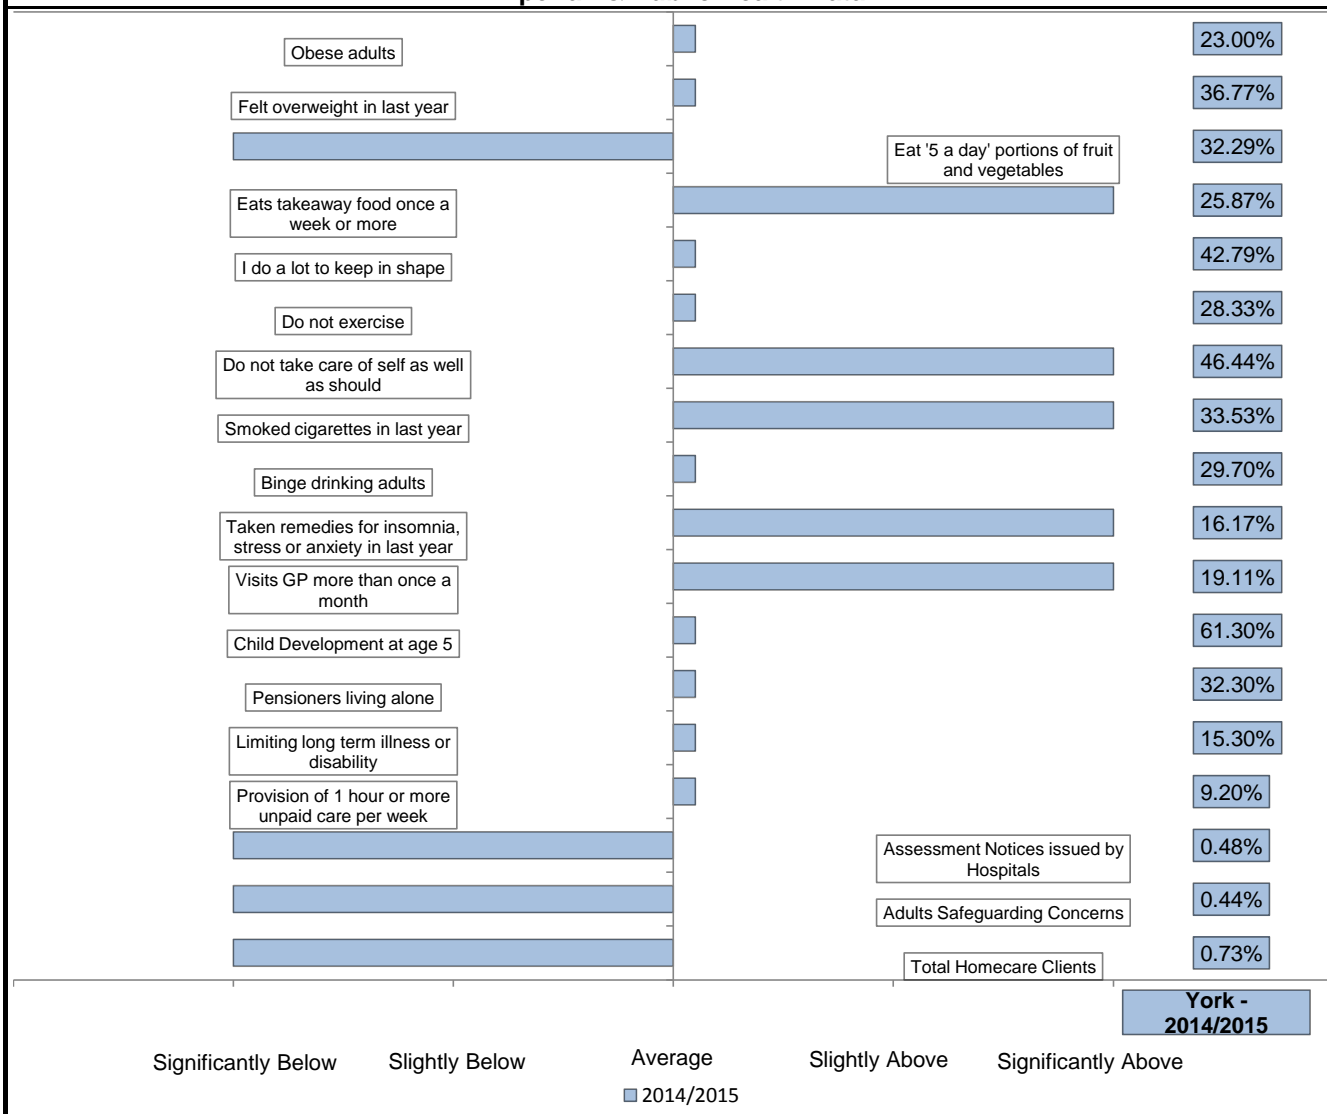 Obese adults
23.00%
Felt overweight in last year
36.77%
Eat '5 a day' portions of fruit
and vegetables
32.29%
Eats takeaway food once a
week or more
25.87%
I do a lot to keep in shape
42.79%
Do not exercise
28.33%
Do not take care of self as well
as should
46.44%
Smoked cigarettes in last year
33.53%
Binge drinking adults
29.70%
Taken remedies for insomnia,
stress or anxiety in last year
16.17%
Visits GP more than once a
month
19.11%
Child Development at age 5
61.30%
Pensioners living alone
32.30%
Limiting long term illness or
disability
15.30%
Provision of 1 hour or more
unpaid care per week
9.20%
Assessment Notices issued by
Hospitals
0.48%
Adults Safeguarding Concerns
0.44%
Total Homecare Clients
0.73%
York -
2014/2015
Significantly Below Slightly Below Average Slightly Above Significantly Above
2014/2015